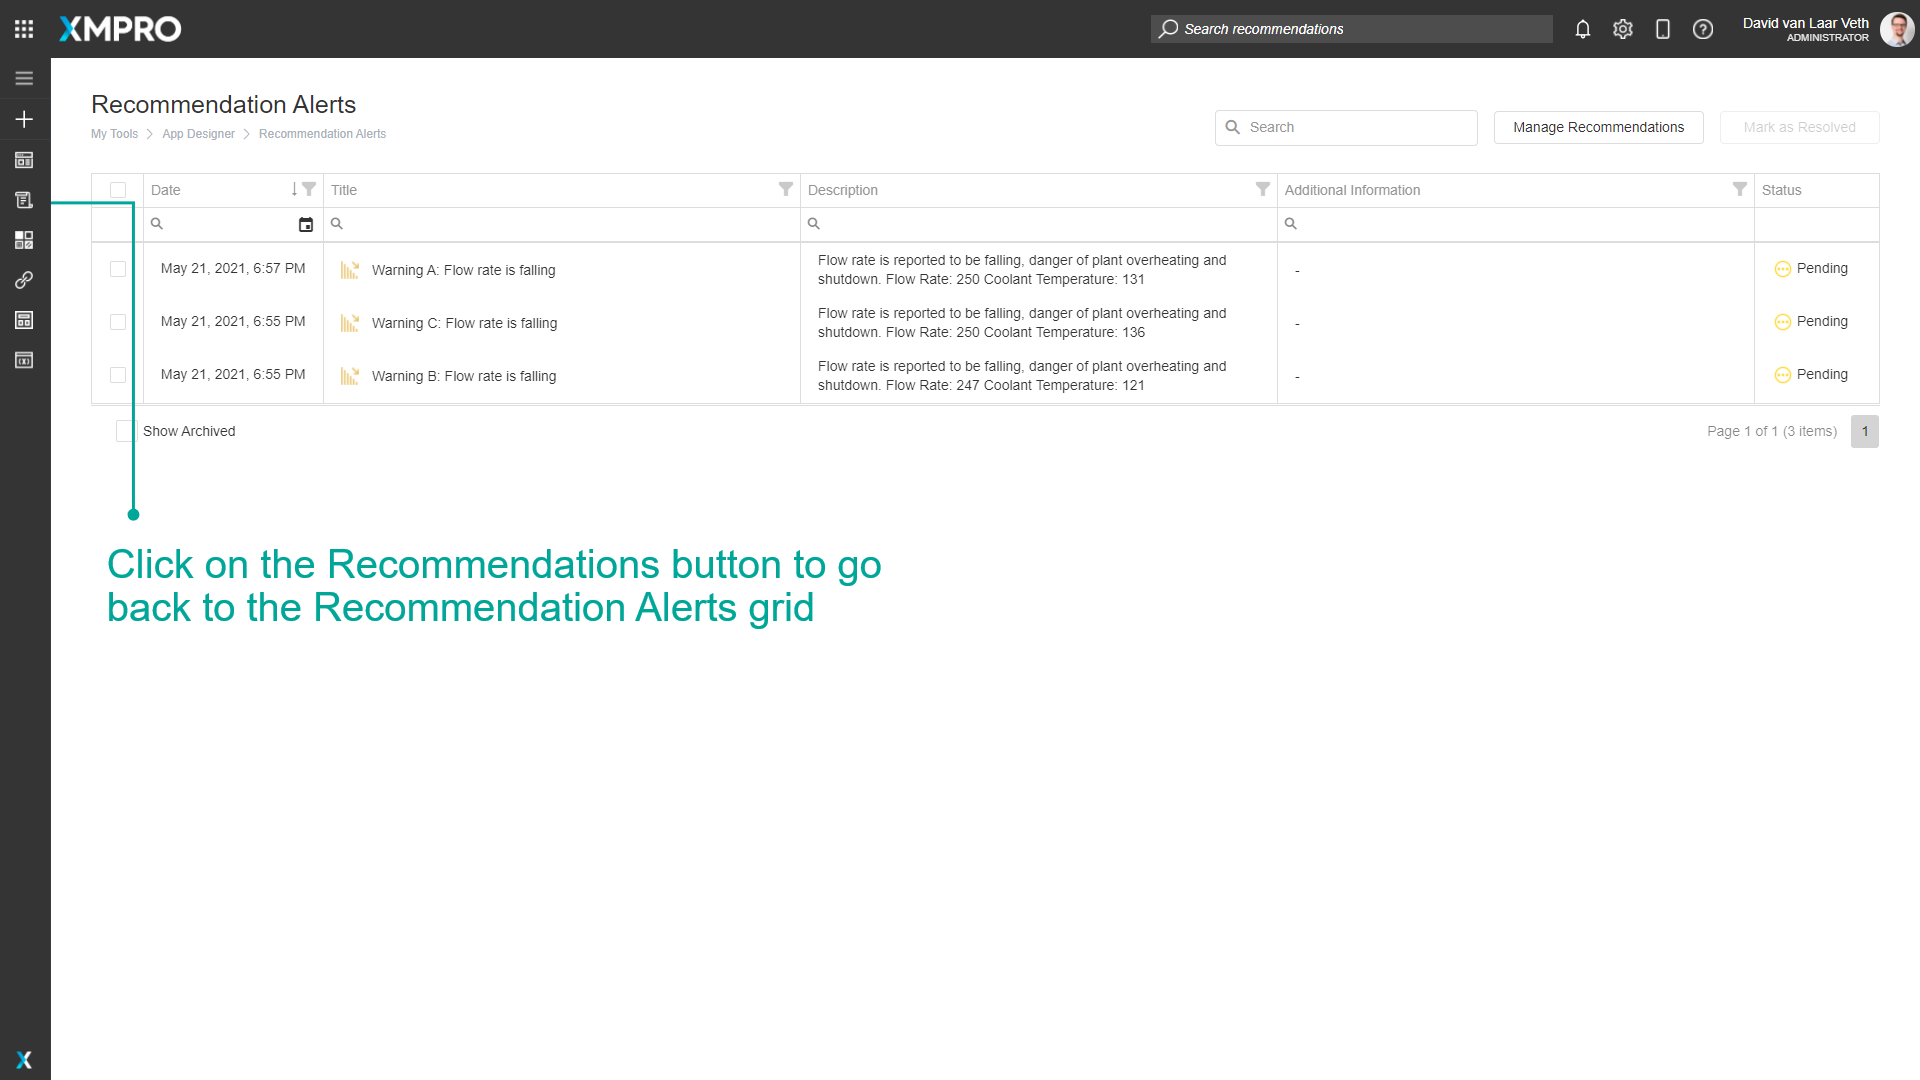 XMPRO
Search recommendations
David van Laar Veth
ADMINISTRATOR
Recommendation Alerts
My Tools > App Designer > Recommendation Alerts
Search
Manage Recommendations
Mark as Resolved
Date
Title
Description
Additional Information
Status
May 21, 2021, 6:57 PM
Warning A: Flow rate is falling
Flow rate is reported to be falling, danger of plant overheating and
shutdown. Flow Rate: 250 Coolant Temperature: 131
-
Pending
May 21, 2021, 6:55 PM
Warning C: Flow rate is falling
Flow rate is reported to be falling, danger of plant overheating and
shutdown. Flow Rate: 250 Coolant Temperature: 136
-
Pending
May 21, 2021, 6:55 PM
Warning B: Flow rate is falling
Flow rate is reported to be falling, danger of plant overheating and
shutdown. Flow Rate: 247 Coolant Temperature: 121
-
Pending
Show Archived
Page 1 of 1 (3 items)
1
Click on the Recommendations button to go
back to the Recommendation Alerts grid